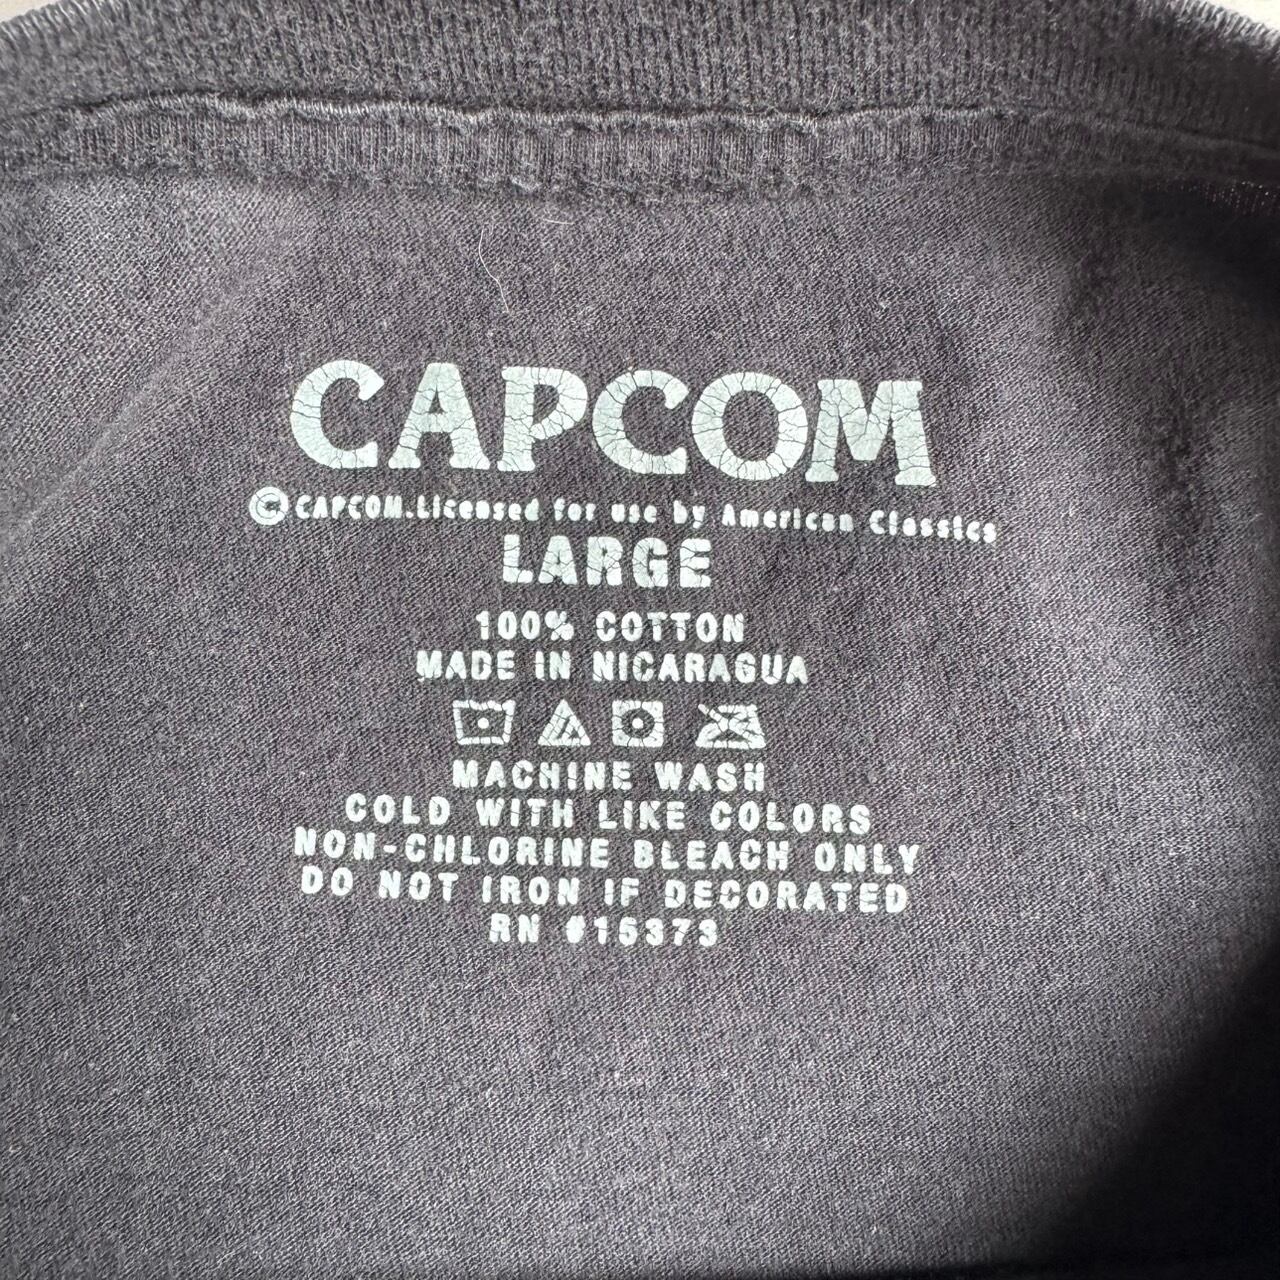 CAPCOM
© CAPCOM.Licensed for use by American Classics
LARGE
100% COTTON
MADE IN NICARAGUA
MACHINE WASH
COLD WITH LIKE COLORS
NON-CHLORINE BLEACH ONLY
DO NOT IRON IF DECORATED
RN #15373